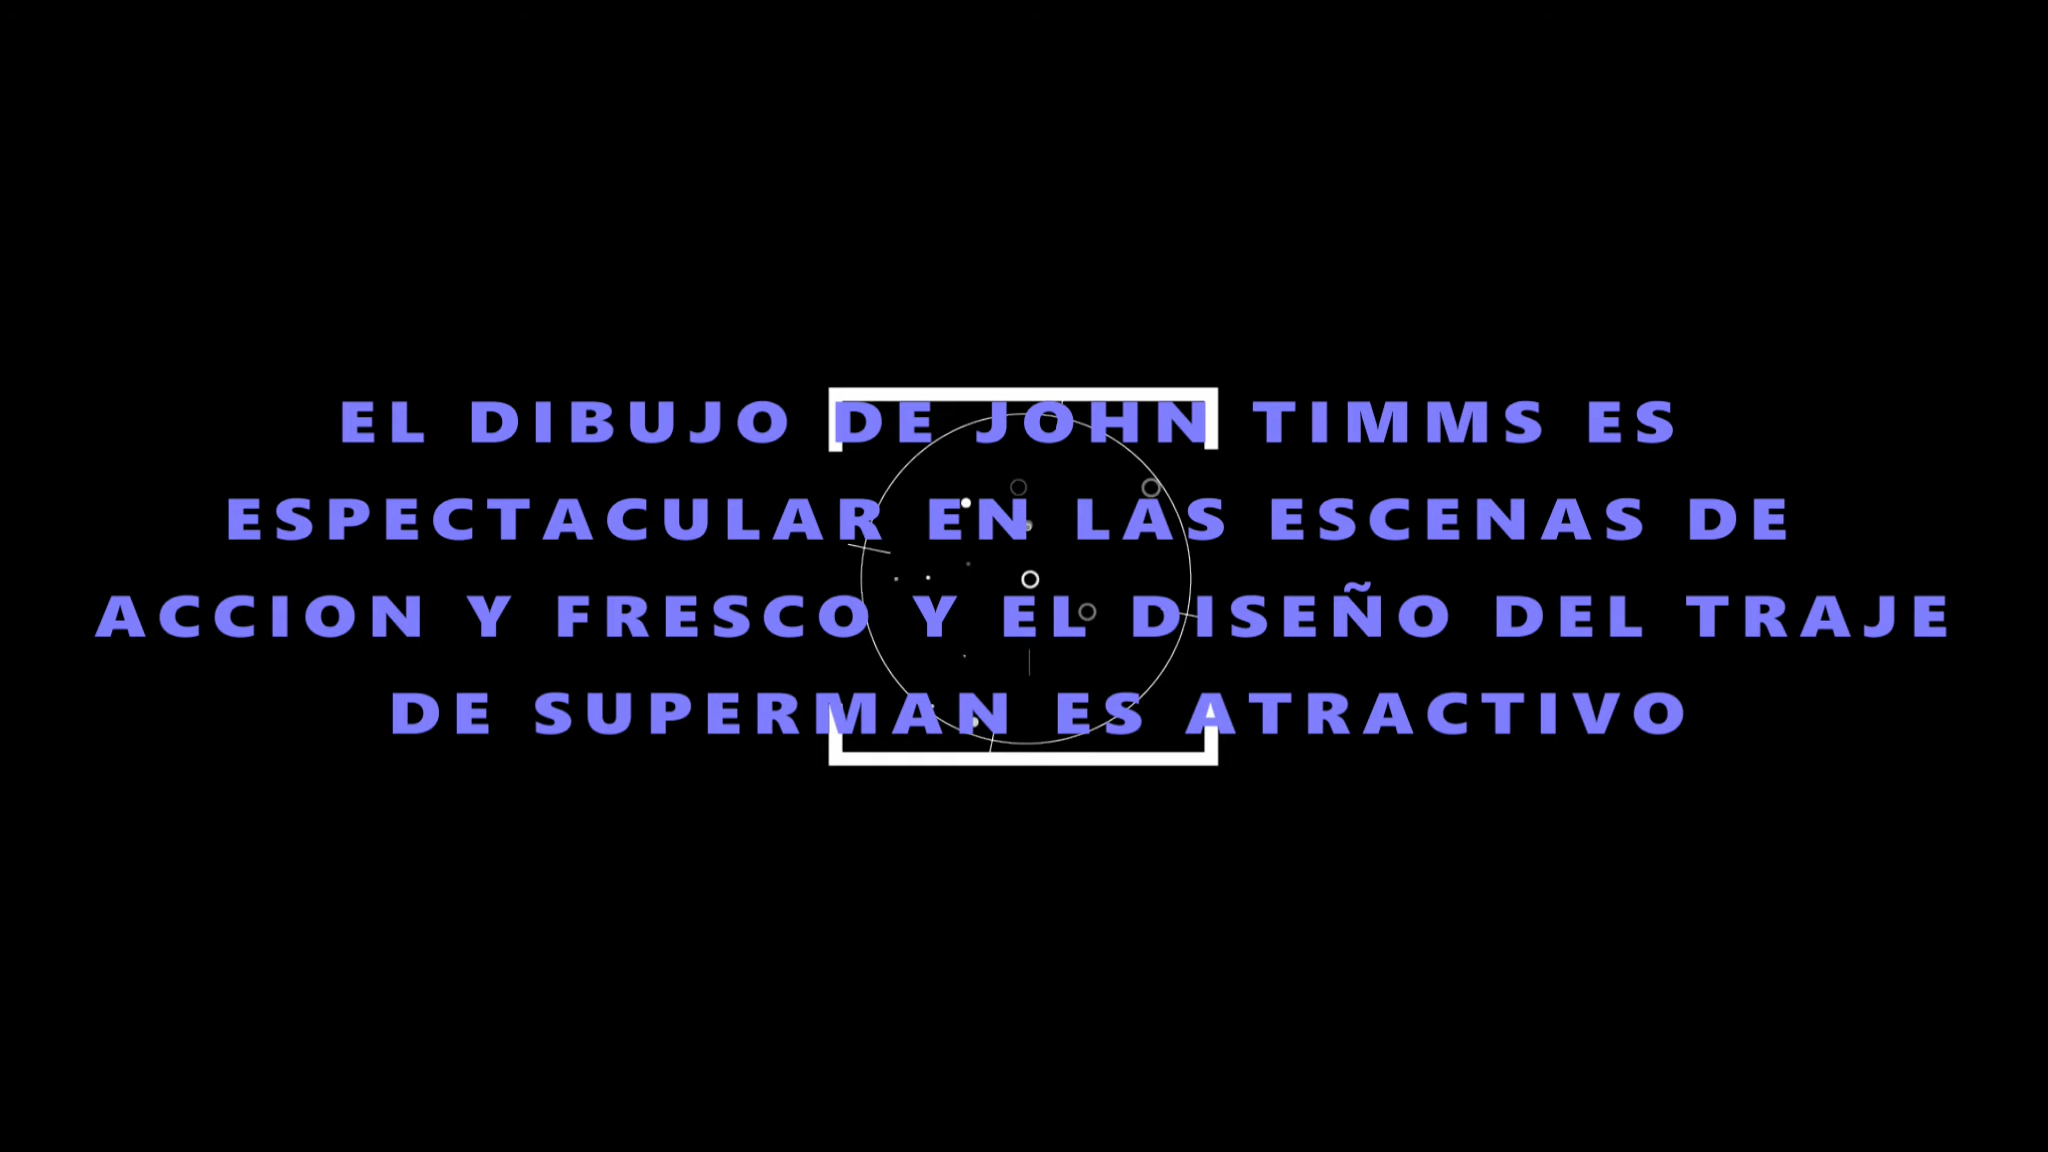 EL DIBUJO DE JOHN TIMMS ES
ESPECTACULAR EN LAS ESCENAS DE
ACCION Y FRESCO Y EL DISEÑO DEL TRAJE
DE SUPERMAN ES ATRACTIVO